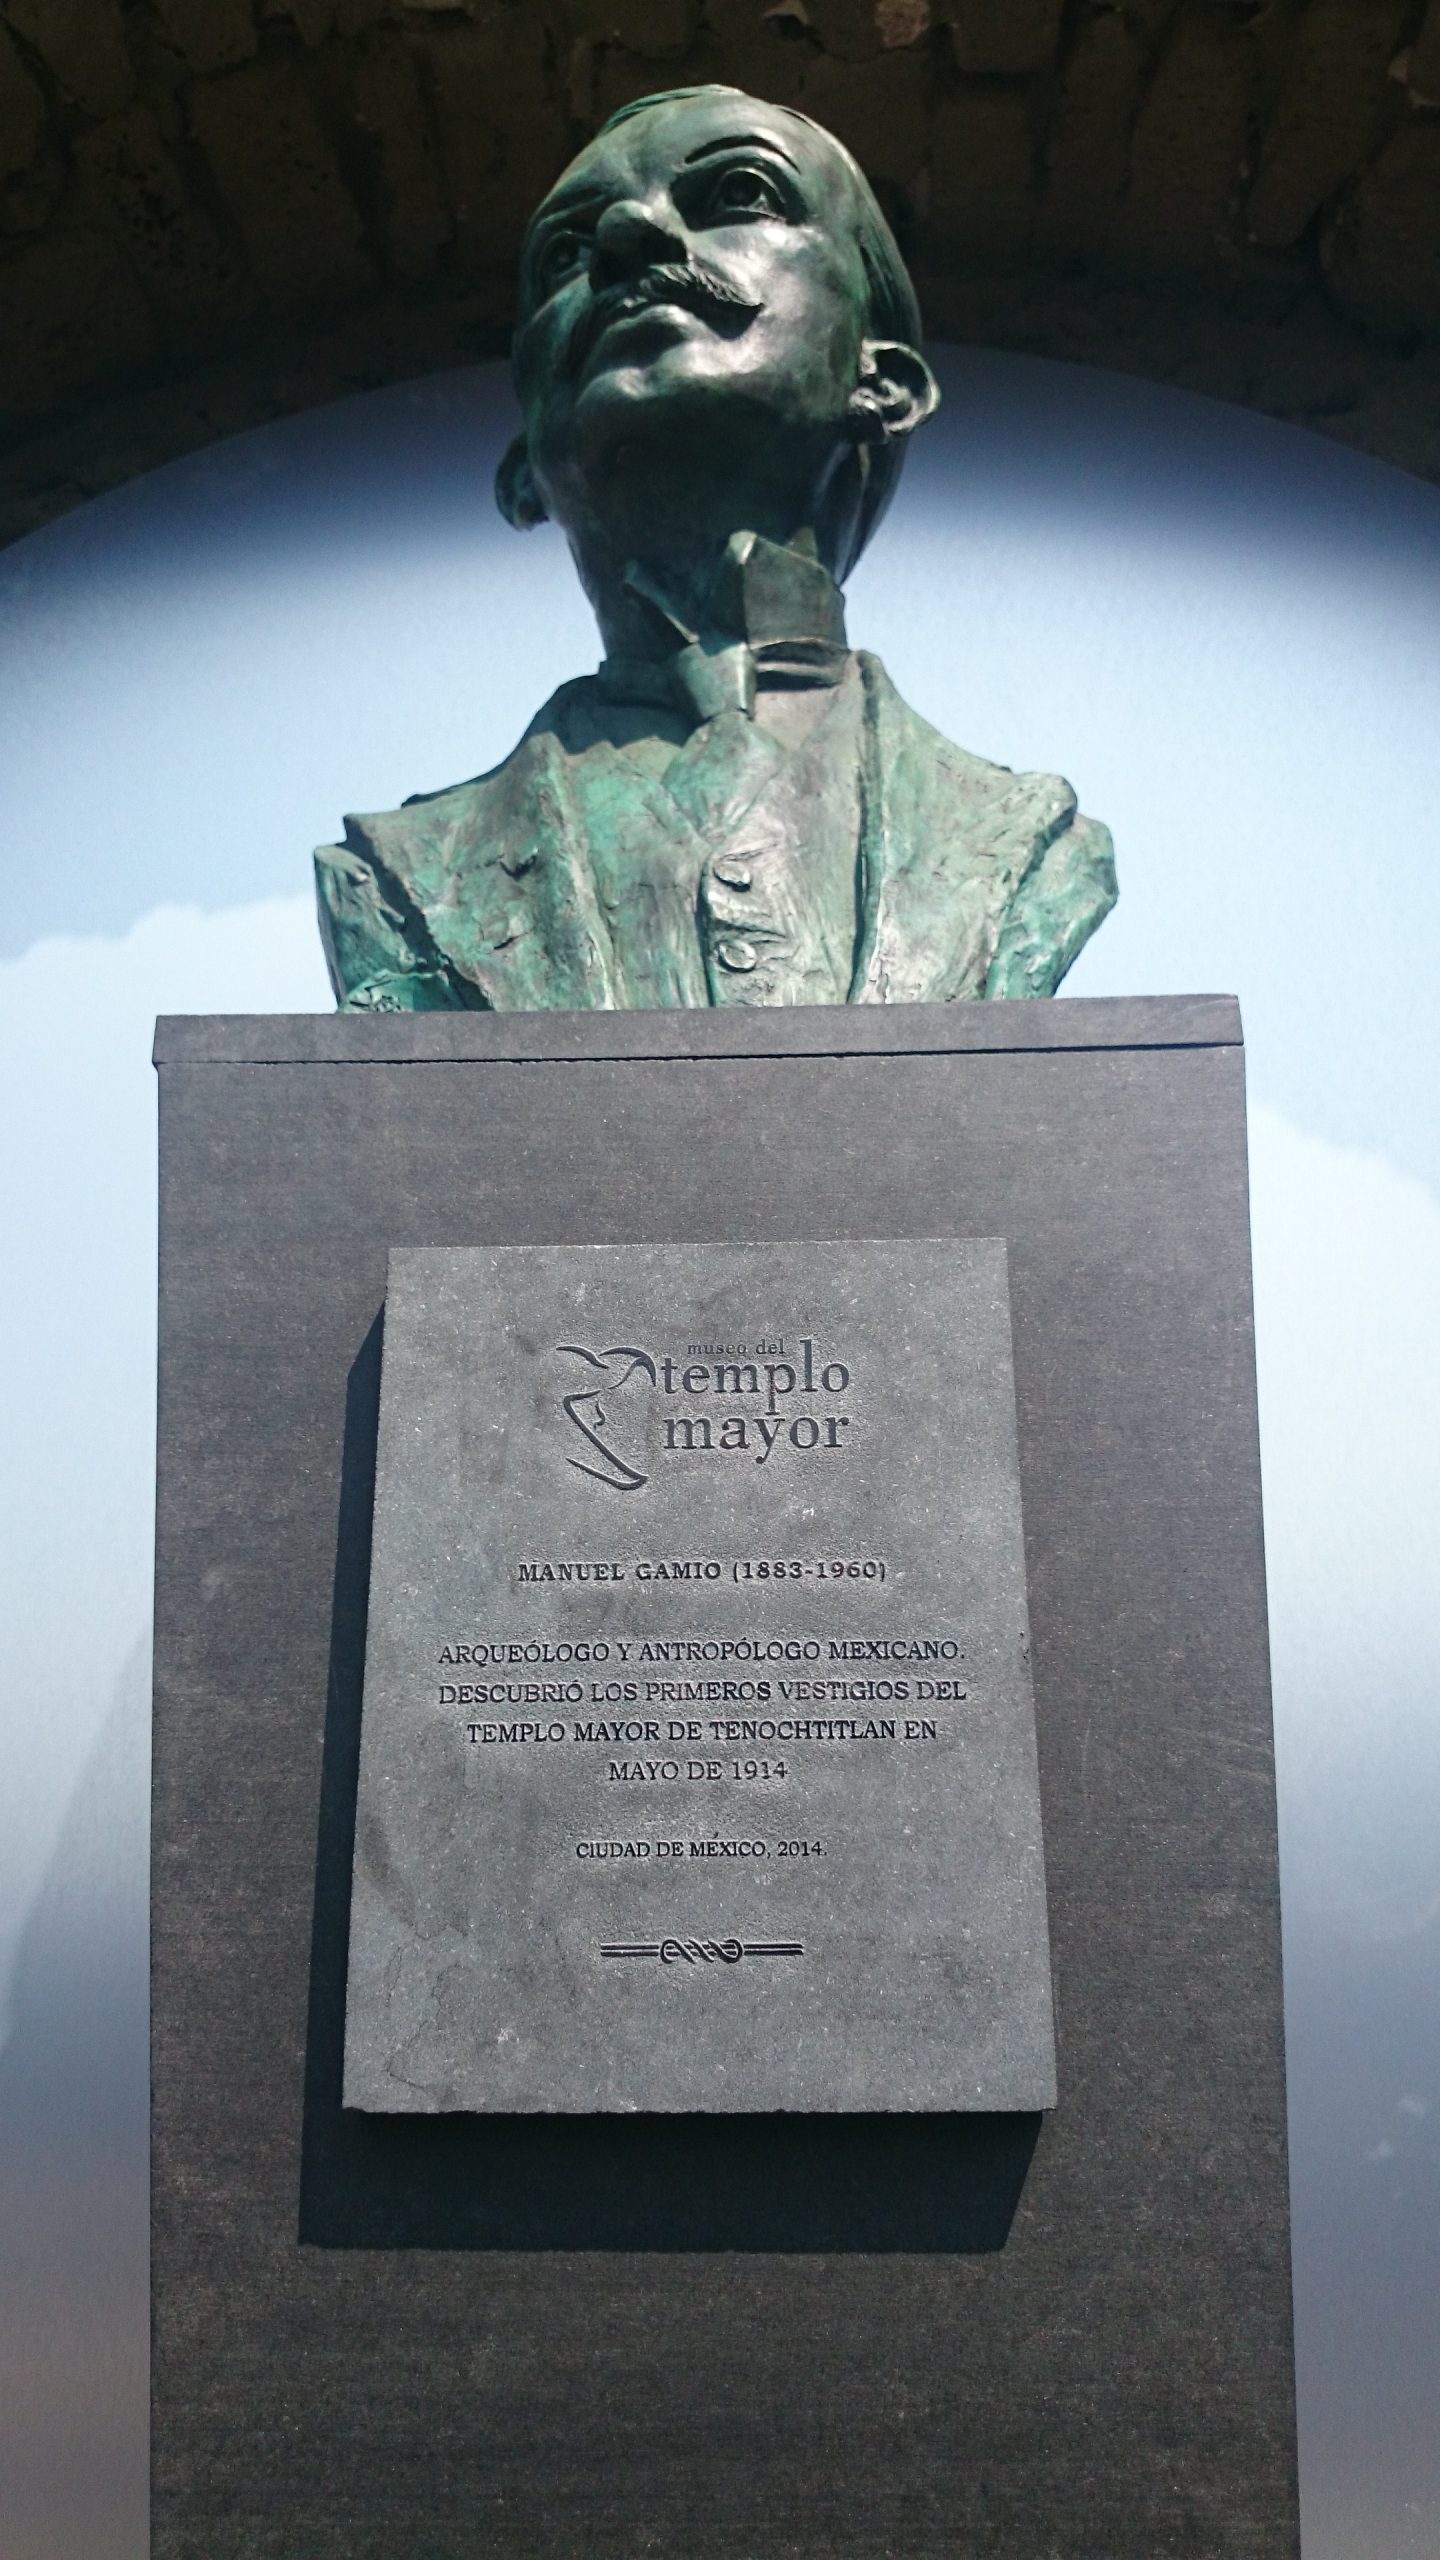 museo del
templo
mayor
MANUEL GAMIO (1883-1960)
ARQUEÓLOGO Y ANTROPÓLOGO MEXICANO.
DESCUBRIÓ LOS PRIMEROS VESTIGIOS DEL
TEMPLO MAYOR DE TENOCHTITLAN EN
MAYO DE 1914
CIUDAD DE MÉXICO, 2014.